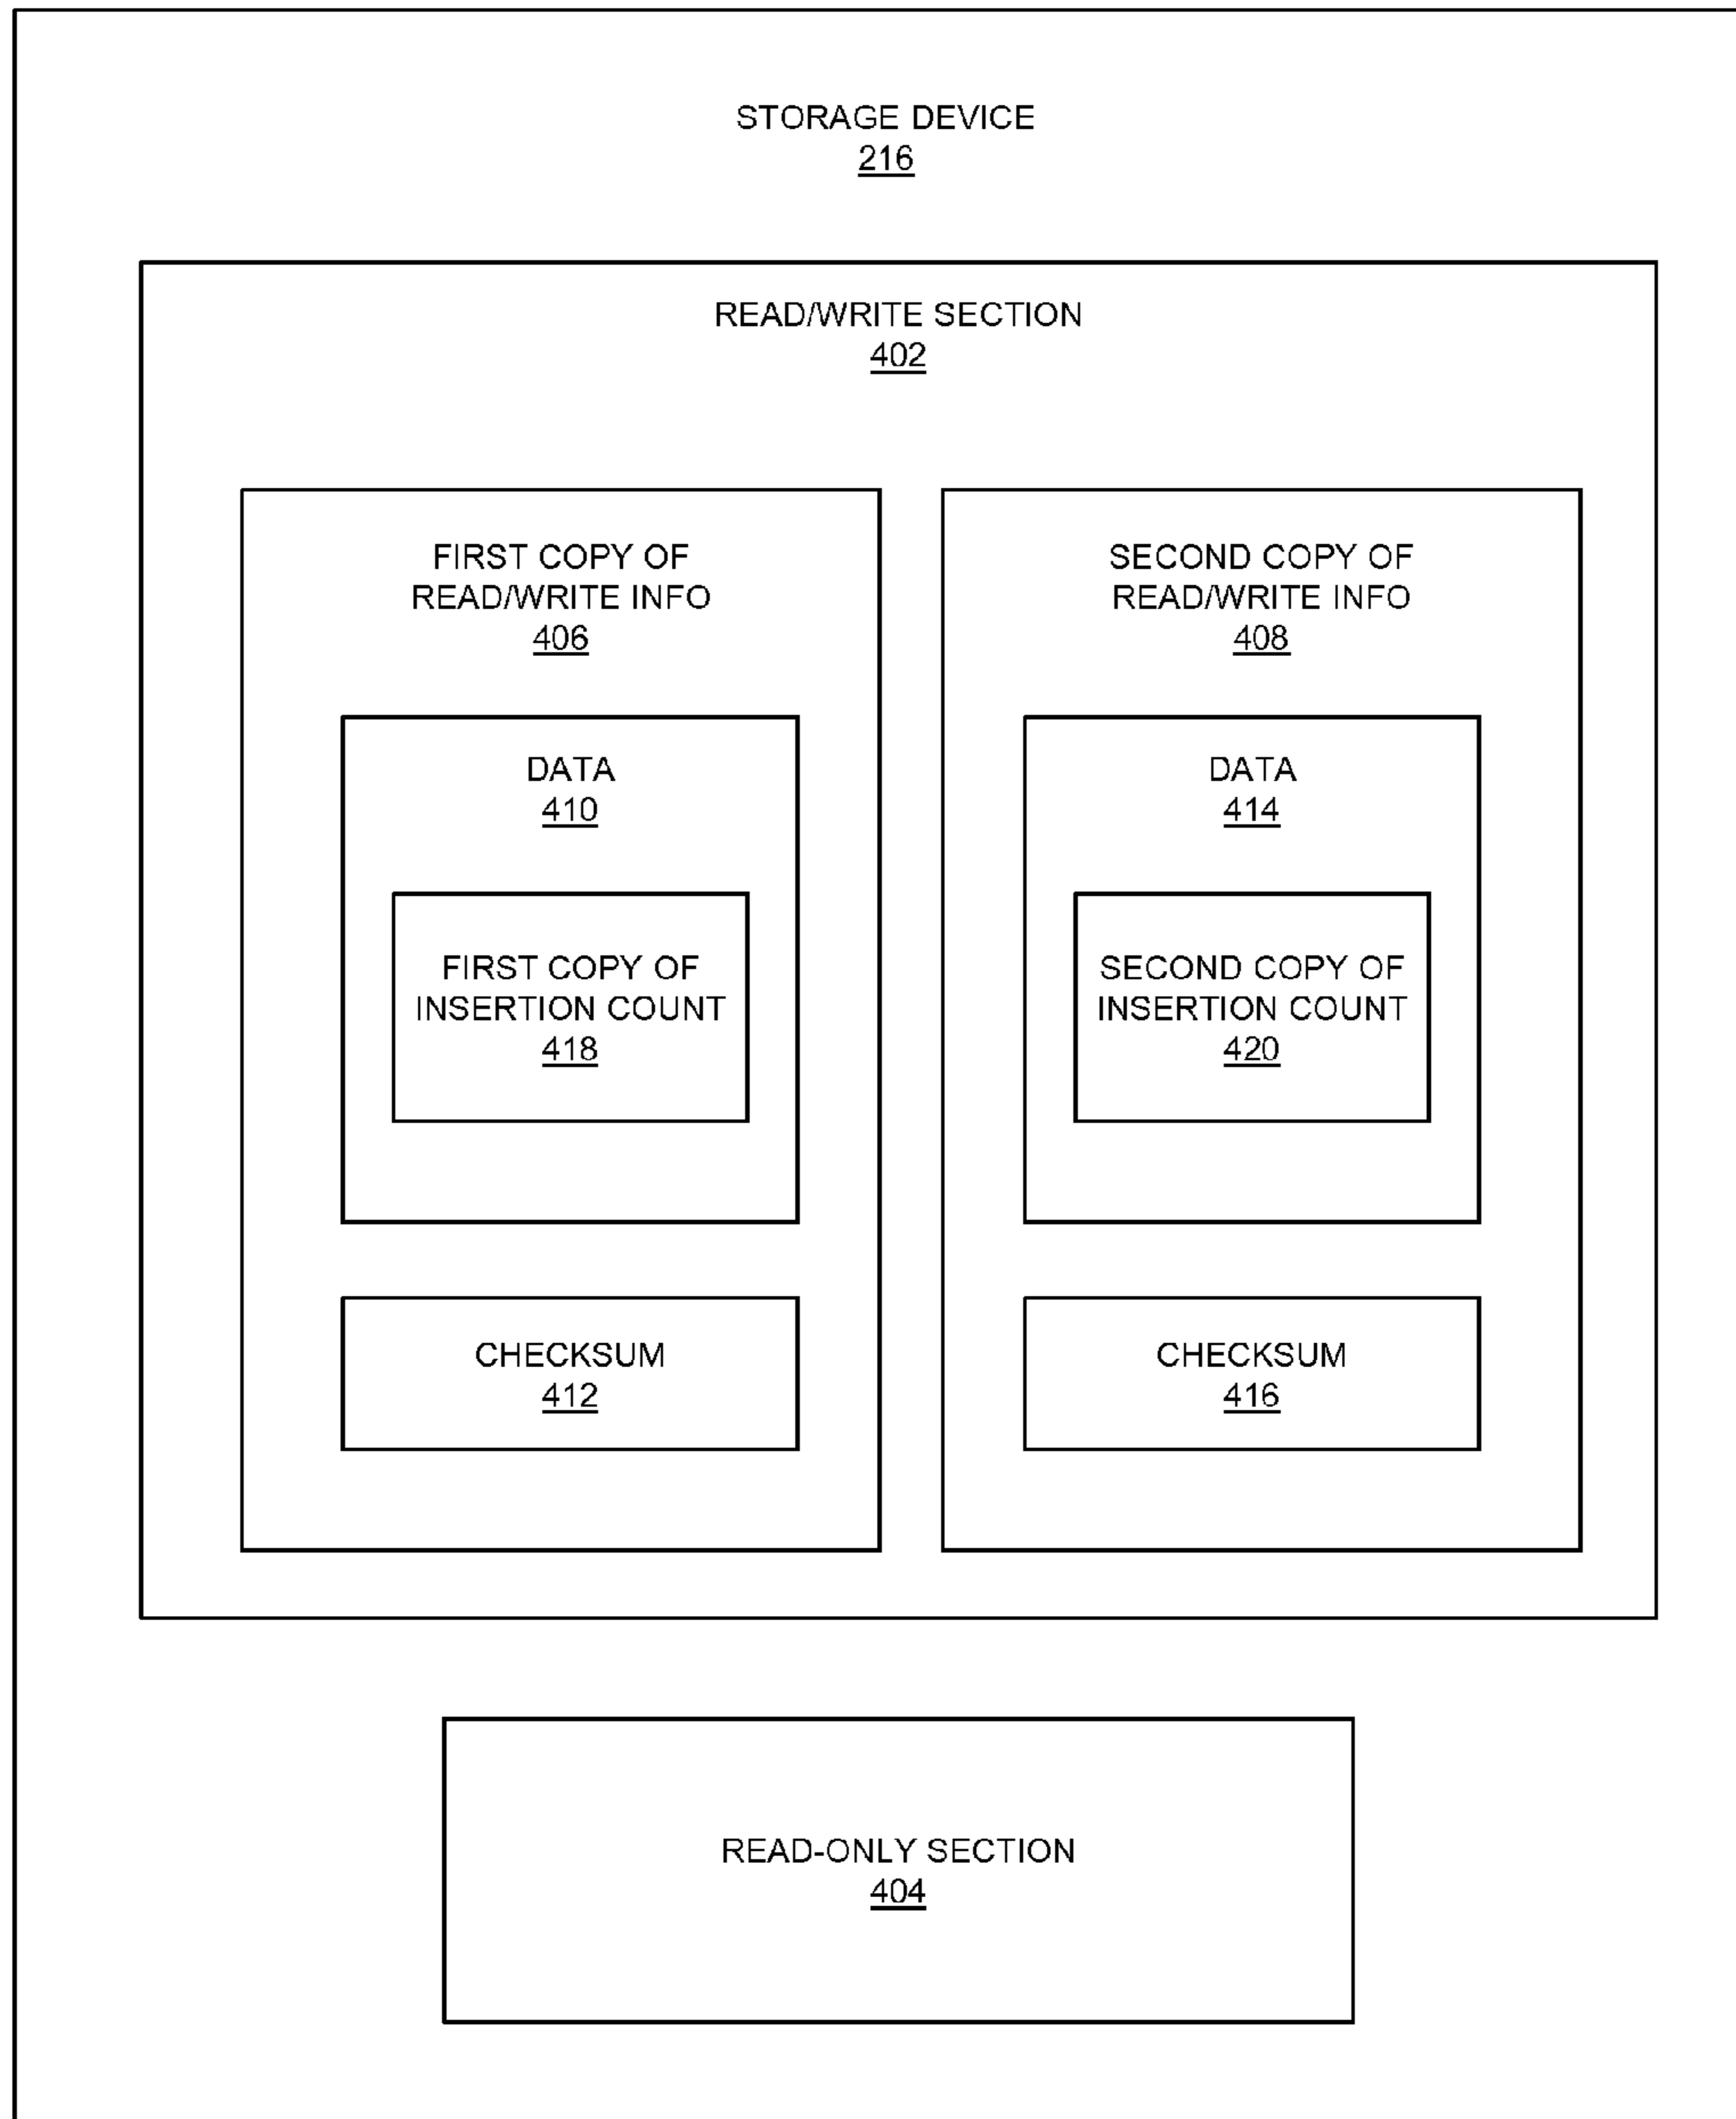 STORAGE DEVICE
216
READ/WRITE SECTION
402
FIRST COPY OF
READ/WRITE INFO
406
DATA
410
FIRST COPY OF
INSERTION COUNT
418
CHECKSUM
412
SECOND COPY OF
READ/WRITE INFO
408
DATA
414
SECOND COPY OF
INSERTION COUNT
420
CHECKSUM
416
READ-ONLY SECTION
404